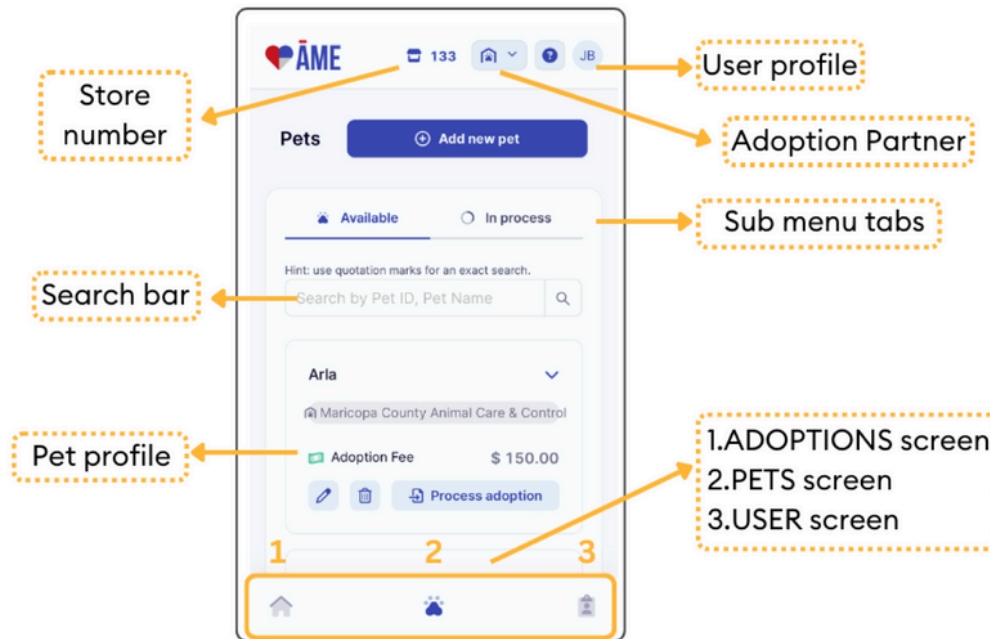 ĀME
133
JB
User profile
Store
number
Adoption Partner
Pets
Add new pet
Available
In process
Sub menu tabs
Hint: use quotation marks for an exact search.
Search bar
Search by Pet ID, Pet Name
Arla
Maricopa County Animal Care & Control
Pet profile
Adoption Fee
$ 150.00
Process adoption
1.ADOPTIONS screen
2.PETS screen
3.USER screen
1
2
3